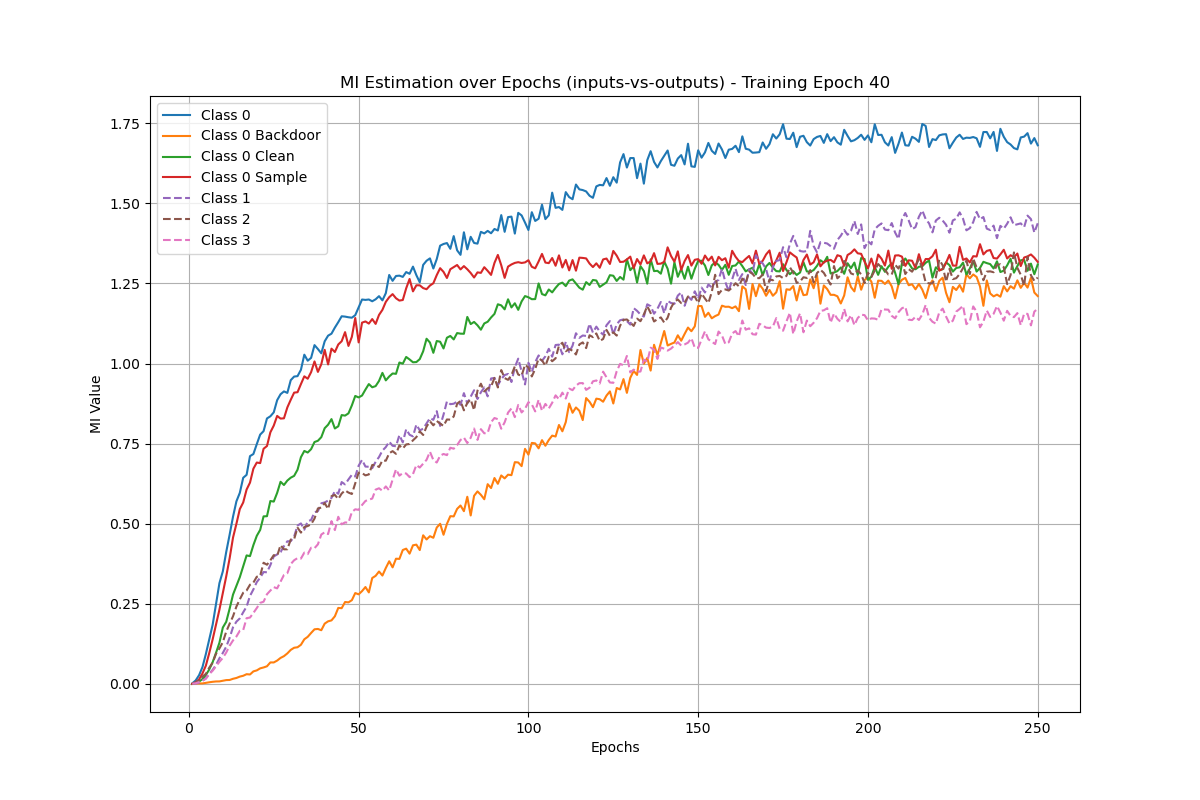 MI Estimation over Epochs (inputs-vs-outputs) - Training Epoch 40
Class 0
Class 0 Backdoor
Class 0 Clean
Class 0 Sample
Class 1
Class 2
Class 3
1.75
1.50
1.25
1.00
0.75
0.50
0.25
0.00
MI Value
0 50 100 150 200 250
Epochs